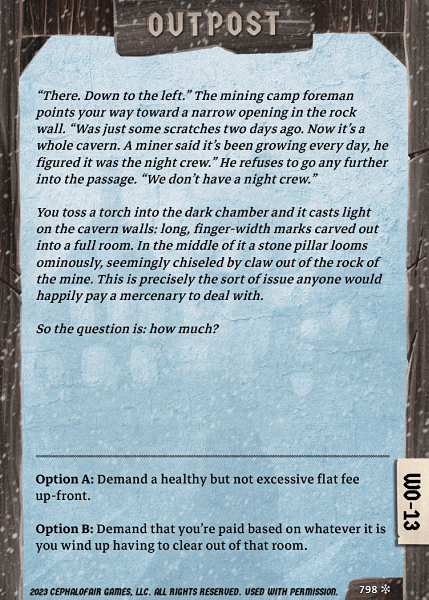 OUTPOST
“There. Down to the left.” The mining camp foreman
points your way toward a narrow opening in the rock
wall. “Was just some scratches two days ago. Now it’s a
whole cavern. A miner said it’s been growing every day, he
figured it was the night crew.” He refuses to go any further
into the passage. “We don’t have a night crew.”
You toss a torch into the dark chamber and it casts light
on the cavern walls: long, finger-width marks carved out
into a full room. In the middle of it a stone pillar looms
ominously, seemingly chiseled by claw out of the rock of
the mine. This is precisely the sort of issue anyone would
happily pay a mercenary to deal with.
So the question is: how much?
Option A: Demand a healthy but not excessive flat fee
up-front.
Option B: Demand that you’re paid based on whatever it is
you wind up having to clear out of that room.
WO-13
2023 CEPHALOFAIR GAMES, LLC. ALL RIGHTS RESERVED. USED WITH PERMISSION.
798